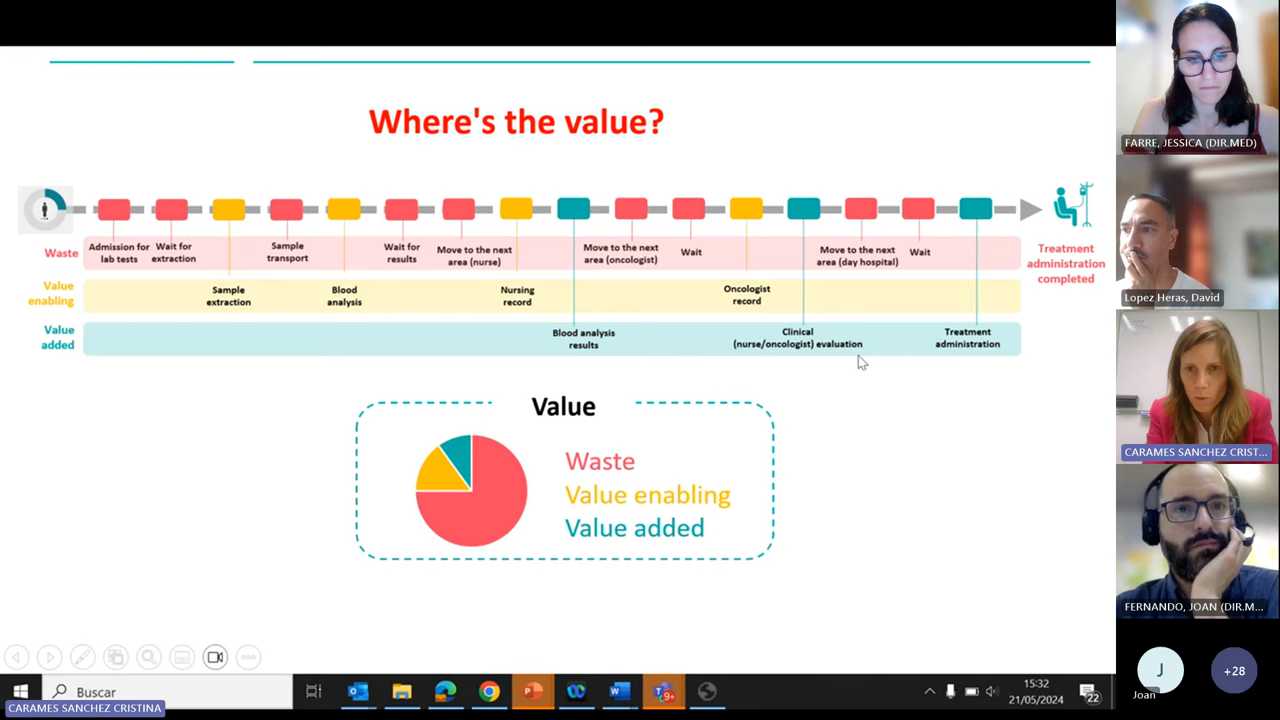 Where's the value?
Waste
Admission for
lab tests
Wait for
extraction
Sample
transport
Wait for
results
Move to the next
area (nurse)
Move to the next
area (oncologist)
Wait
Move to the next
area (day hospital)
Wait
Treatment
administration
completed
Value
enabling
Sample
extraction
Blood
analysis
Nursing
record
Oncologist
record
Value
added
Blood analysis
results
Clinical
(nurse/oncologist) evaluation
Treatment
administration
Value
Waste
Value enabling
Value added
Buscar
CARAMES SANCHEZ CRISTINA
9+
15:32
21/05/2024
22
FARRE, JESSICA (DIR.MED)
Lopez Heras, David
CARAMES SANCHEZ CRIST...
FERNANDO, JOAN (DIR.M...
J
Joan
+28